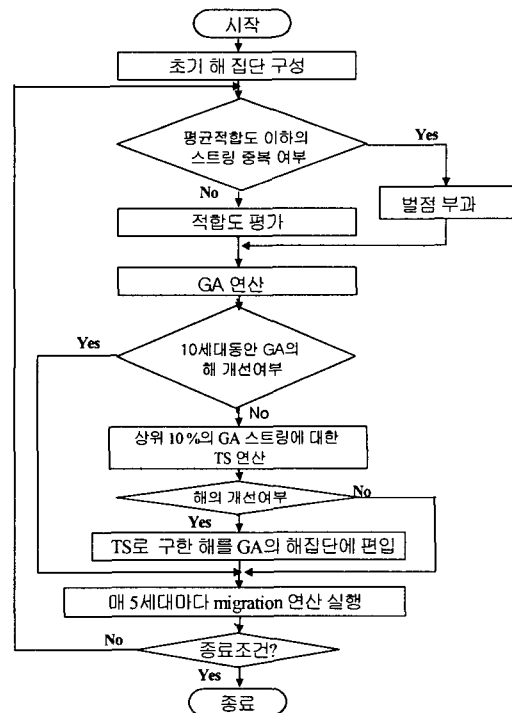 시작
초기 해 집단 구성
평균적합도 이하의
스트링 중복 여부
Yes
No
벌점 부과
적합도 평가
GA 연산
Yes
10세대동안 GA의
해 개선여부
No
상위 10%의 GA 스트링에 대한
TS 연산
해의 개선여부
No
Yes
TS로 구한 해를 GA의 해집단에 편입
매 5세대마다 migration 연산 실행
No
종료조건?
Yes
종료